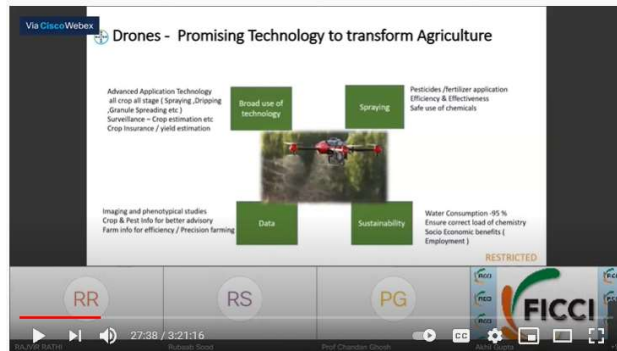 Via Cisco Webex
Drones - Promising Technology to transform Agriculture
Advanced Application Technology
all crop all stage ( Spraying ,Dripping
,Granule Spreading etc )
Surveillance – Crop estimation etc
Crop Insurance / yield estimation
Broad use of
technology
Spraying
Pesticides /fertilizer application
Efficiency & Effectiveness
Safe use of chemicals
Imaging and phenotypical studies
Crop & Pest Info for better advisory
Farm info for efficiency / Precision farming
Data
Sustainability
Water Consumption -95 %
Ensure correct load of chemistry
Socio Economic benefits (
Employment )
RESTRICTED
RR
RS
PG
FICCI
FICCI
FICCI
FICCI
27:38 / 3:21:16
CC
RAJVIR RATHI
Rubaab Sood
Prof Chandan Ghosh
Akhil Gupta